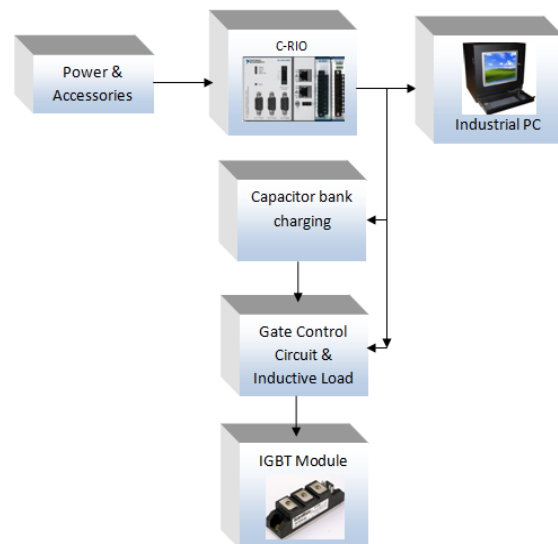 C-RIO
Power &
Accessories
Industrial PC
Capacitor bank
charging
Gate Control
Circuit &
Inductive Load
IGBT Module